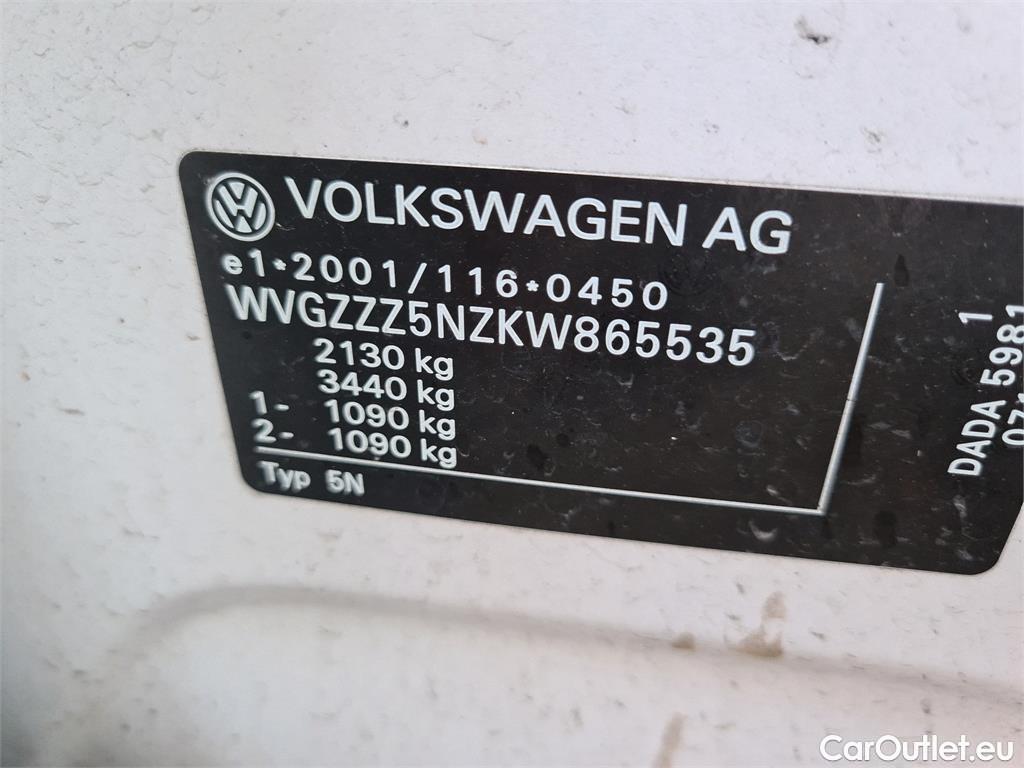 VOLKSWAGEN AG
e1*2001/116*0450
WVGZZZ5NZKW865535
2130 kg
3440 kg
1- 1090 kg
2- 1090 kg
Typ 5N
1
DADA 5981
CarOutlet.eu